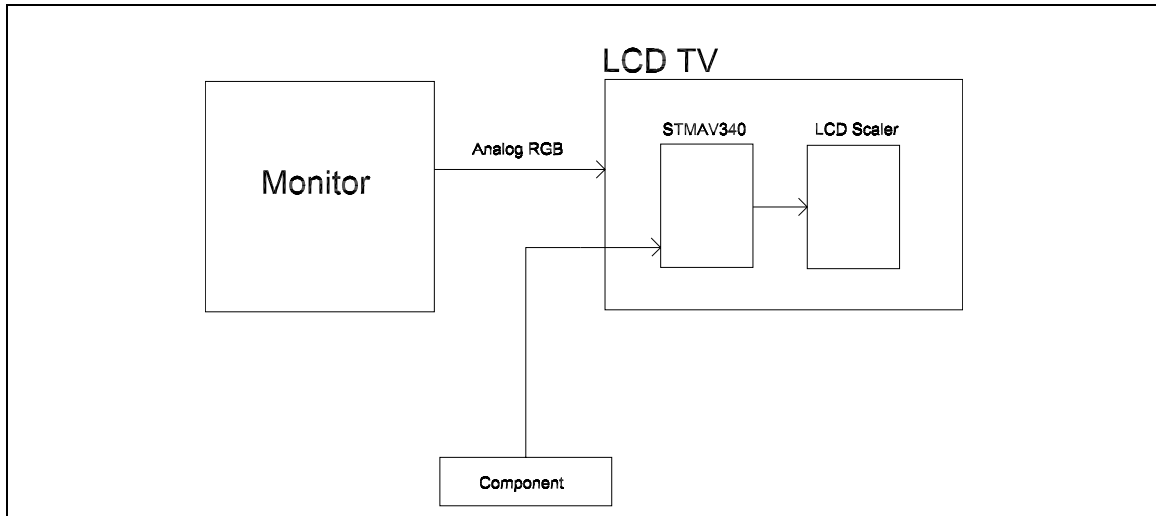 LCD TV
STMAV340
LCD Scaler
Analog RGB
Monitor
Component